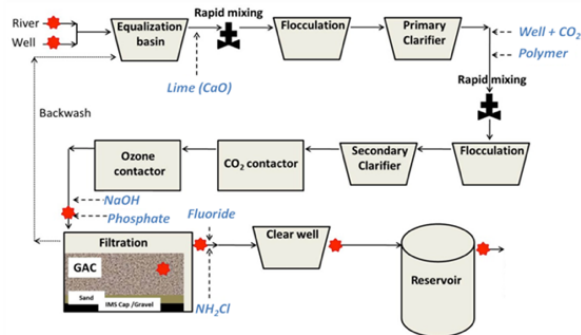 River
Well
Equalization
basin
Rapid mixing
Flocculation
Primary
Clarifier
Well + CO2
Polymer
Lime (CaO)
Rapid mixing
Backwash
Ozone
contactor
CO2 contactor
Secondary
Clarifier
Flocculation
NaOH
Phosphate
Fluoride
Filtration
GAC
Sand
IMS Cap /Gravel
NH2Cl
Clear well
Reservoir